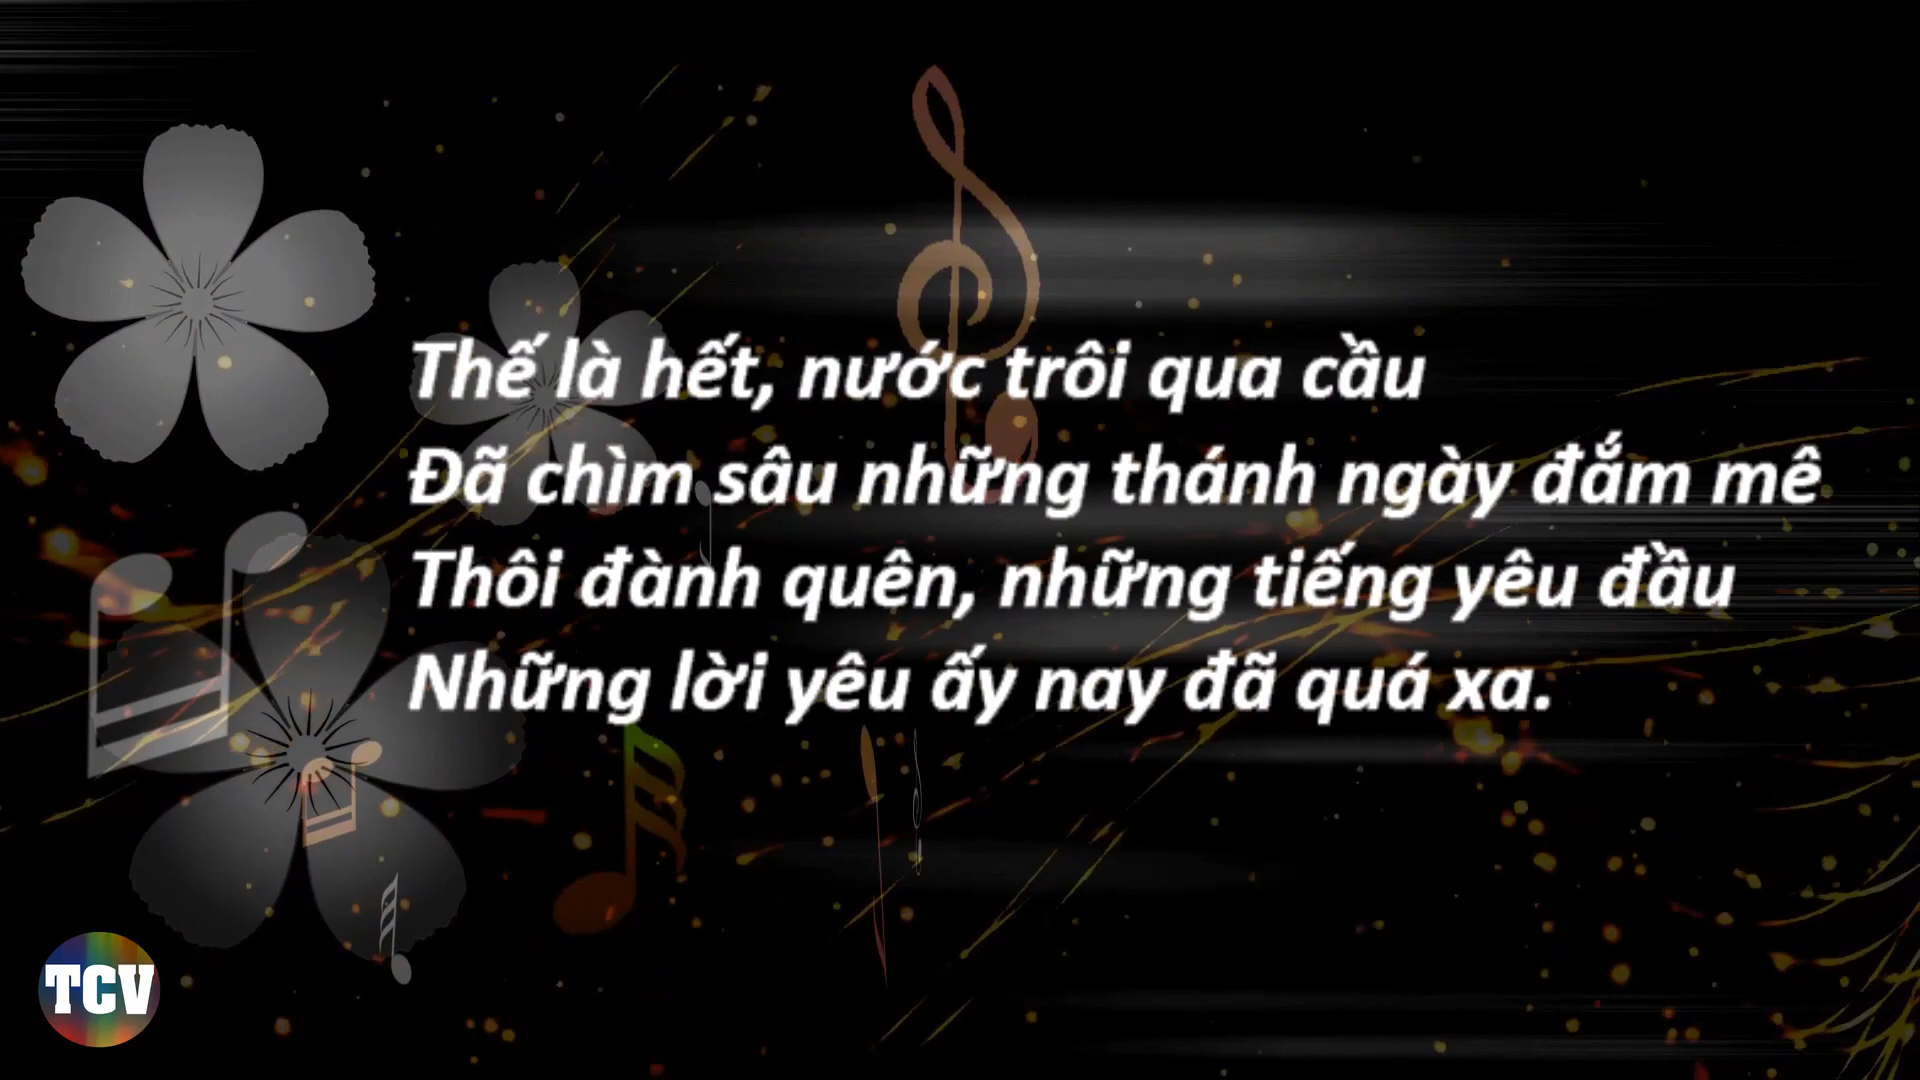 Thế là hết, nước trôi qua cầu
Đã chìm sâu những thánh ngày đắm mê
Thôi đành quên, những tiếng yêu đầu
Những lời yêu ấy nay đã quá xa.
TCV